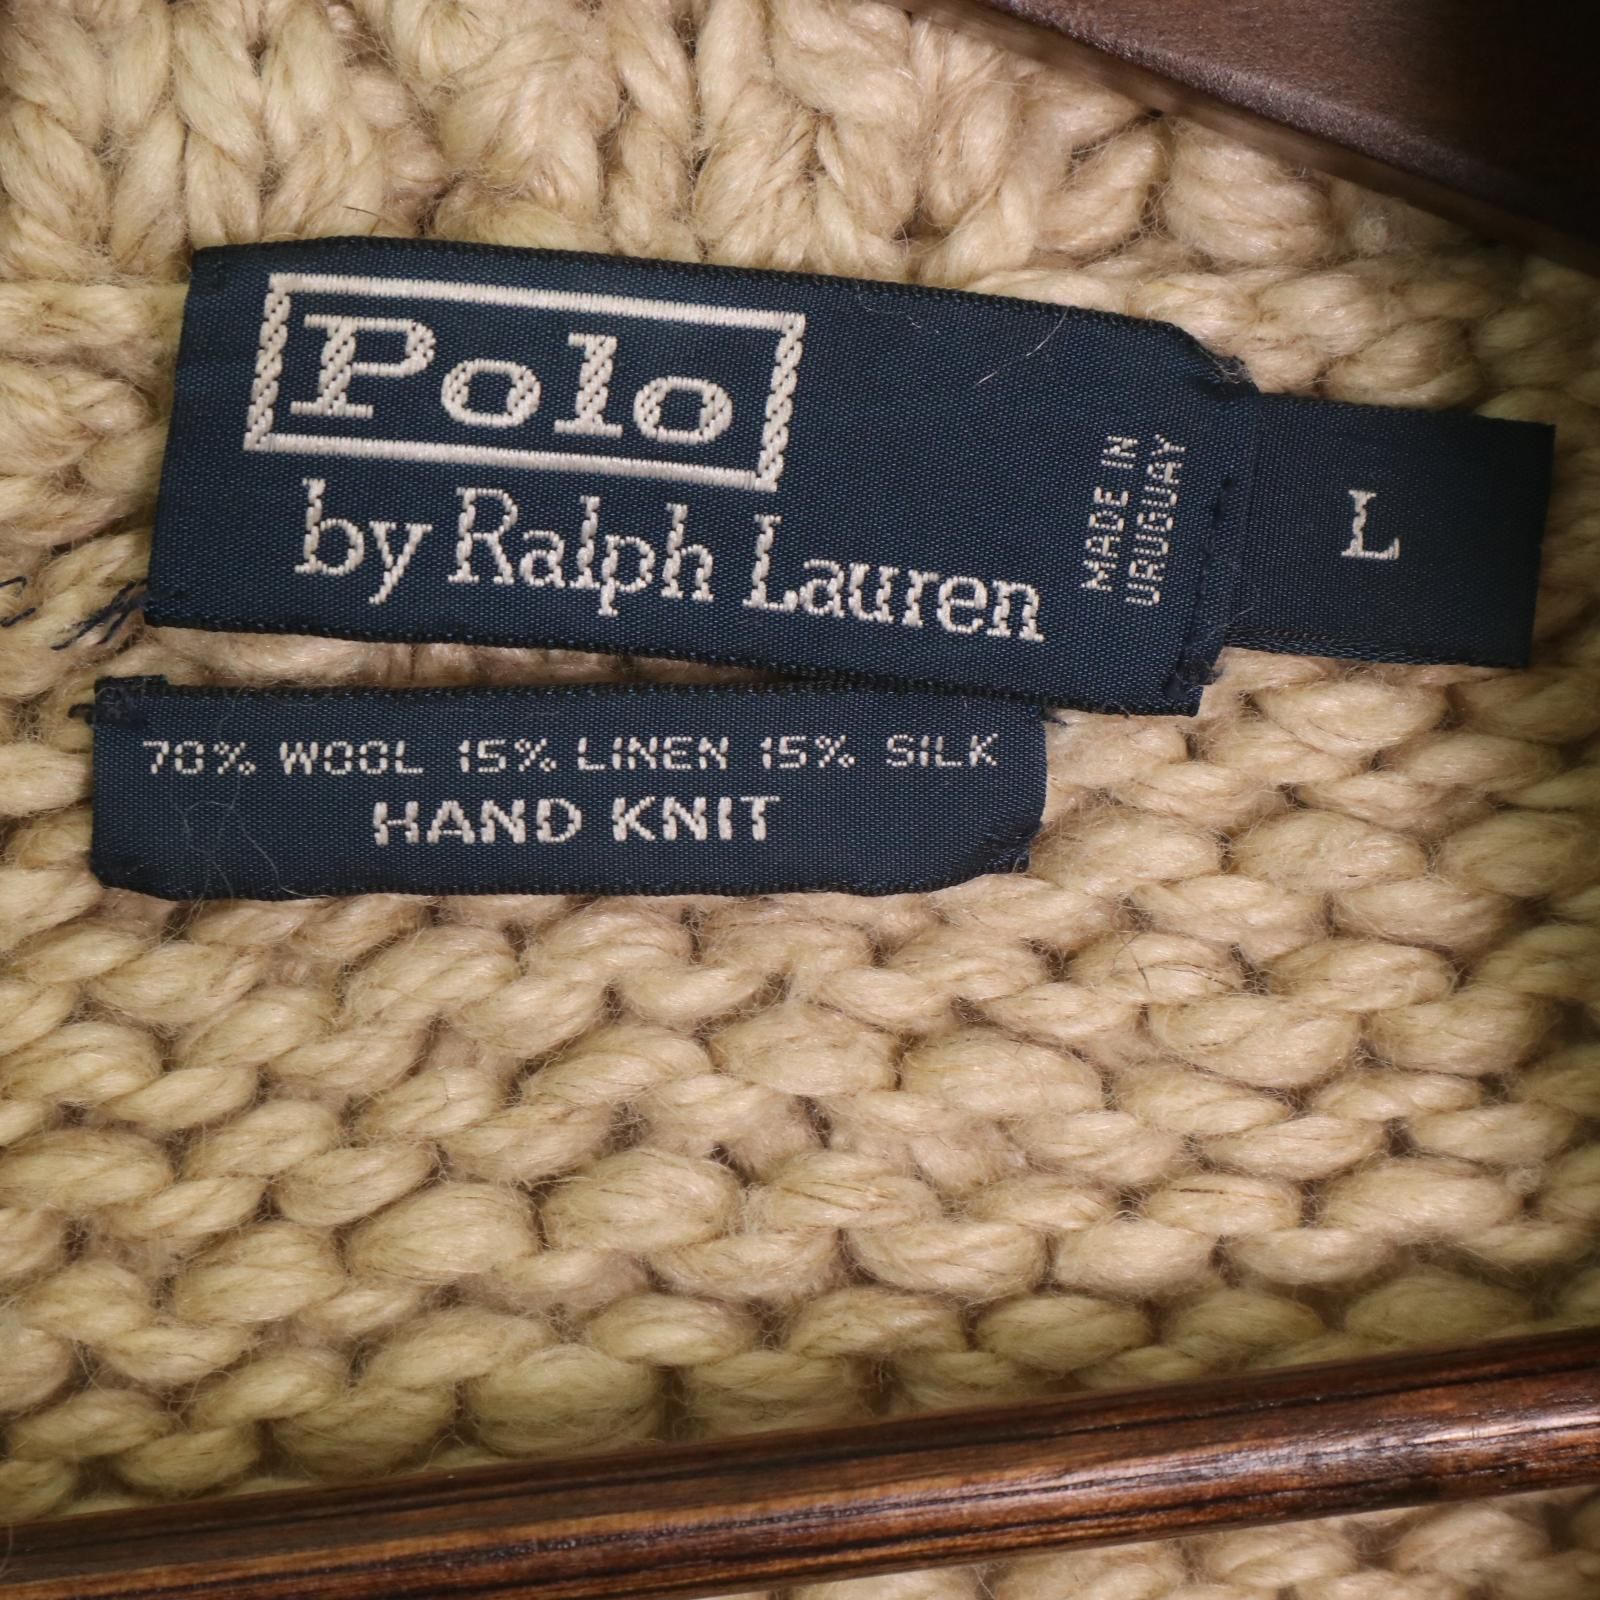 Polo
by Ralph Lauren
MADE IN
URUGUAY
L
70% WOOL 15% LINEN 15% SILK
HAND KNIT